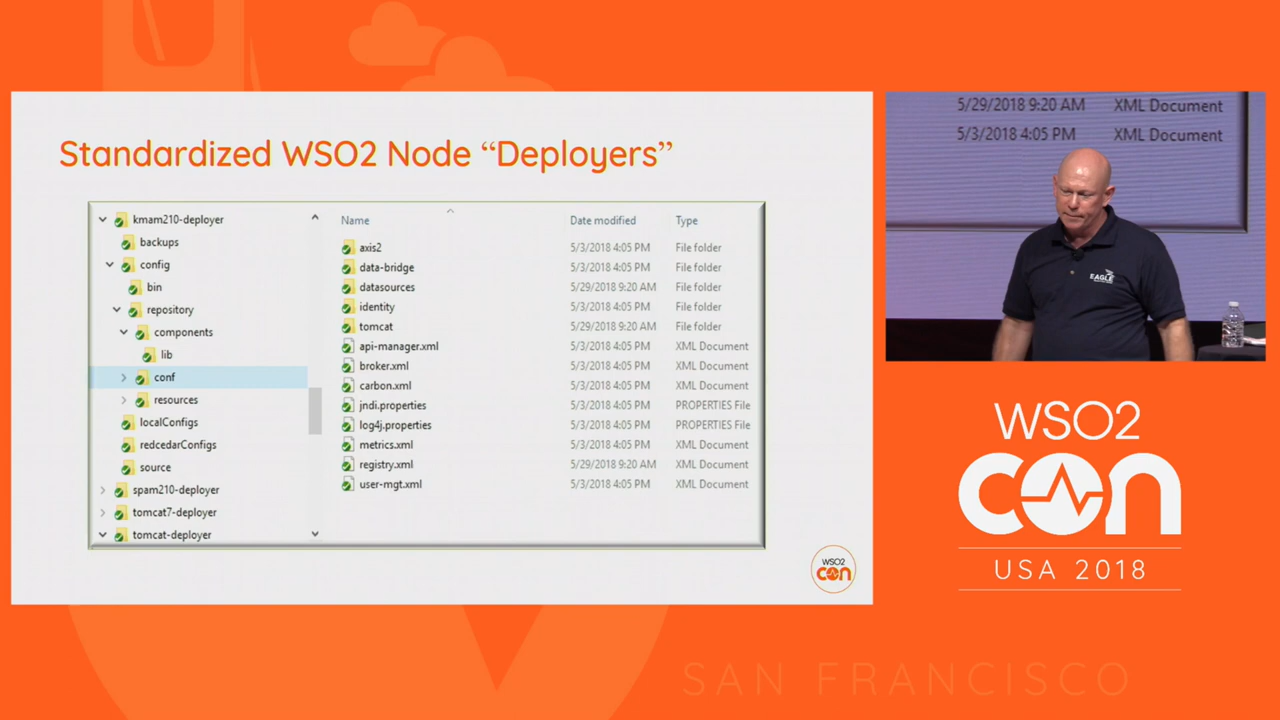 Standardized WSO2 Node “Deployers”
kmam210-deployer
backups
config
bin
repository
components
lib
conf
resources
localConfigs
redcedarConfigs
source
spam210-deployer
tomcat7-deployer
tomcat-deployer
Name Date modified Type
axis2 5/3/2018 4:05 PM File folder
data-bridge 5/3/2018 4:05 PM File folder
datasources 5/29/2018 9:20 AM File folder
identity 5/3/2018 4:05 PM File folder
tomcat 5/29/2018 9:20 AM File folder
api-manager.xml 5/3/2018 4:05 PM XML Document
broker.xml 5/3/2018 4:05 PM XML Document
carbon.xml 5/3/2018 4:05 PM XML Document
jndi.properties 5/3/2018 4:05 PM PROPERTIES File
log4j.properties 5/3/2018 4:05 PM PROPERTIES File
metrics.xml 5/3/2018 4:05 PM XML Document
registry.xml 5/29/2018 9:20 AM XML Document
user-mgt.xml 5/3/2018 4:05 PM XML Document
WSO2
con
5/29/2018 9:20 AM XML Document
5/3/2018 4:05 PM XML Document
EAGLE
WSO2
con
USA 2018
SAN FRANCISCO